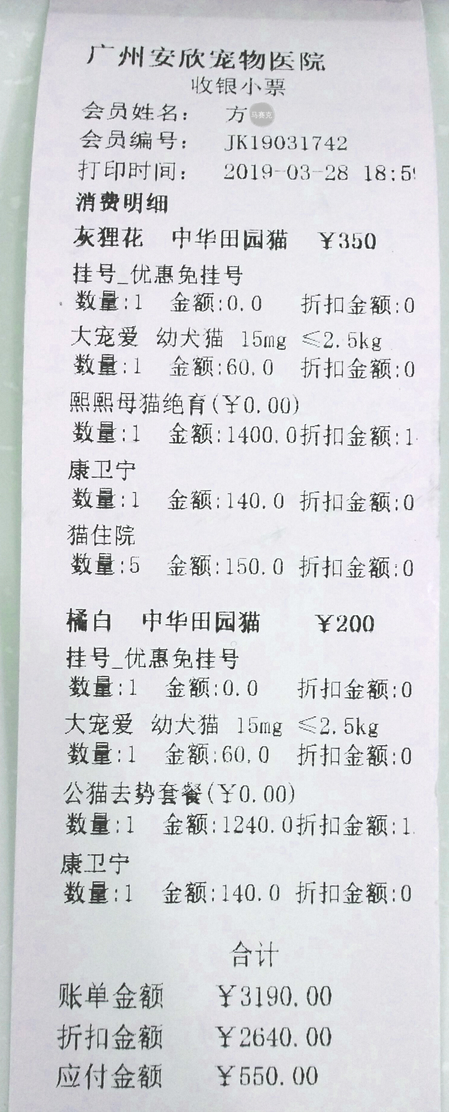 广州安欣宠物医院
收银小票
会员姓名： 方 马赛克
会员编号： JK19031742
打印时间： 2019-03-28 18:59
消费明细
灰狸花 中华田园猫 ¥350
挂号_优惠免挂号
数量:1 金额:0.0 折扣金额:0
大宠爱 幼犬猫 15mg ≤2.5kg
数量:1 金额:60.0 折扣金额:0
熙熙母猫绝育(¥0.00)
数量:1 金额:1400.0折扣金额:1
康卫宁
数量:1 金额:140.0 折扣金额:0
猫住院
数量:5 金额:150.0 折扣金额:0
橘白 中华田园猫 ¥200
挂号_优惠免挂号
数量:1 金额:0.0 折扣金额:0
大宠爱 幼犬猫 15mg ≤2.5kg
数量:1 金额:60.0 折扣金额:0
公猫去势套餐(¥0.00)
数量:1 金额:1240.0折扣金额:1
康卫宁
数量:1 金额:140.0 折扣金额:0
合计
账单金额 ¥3190.00
折扣金额 ¥2640.00
应付金额 ¥550.00